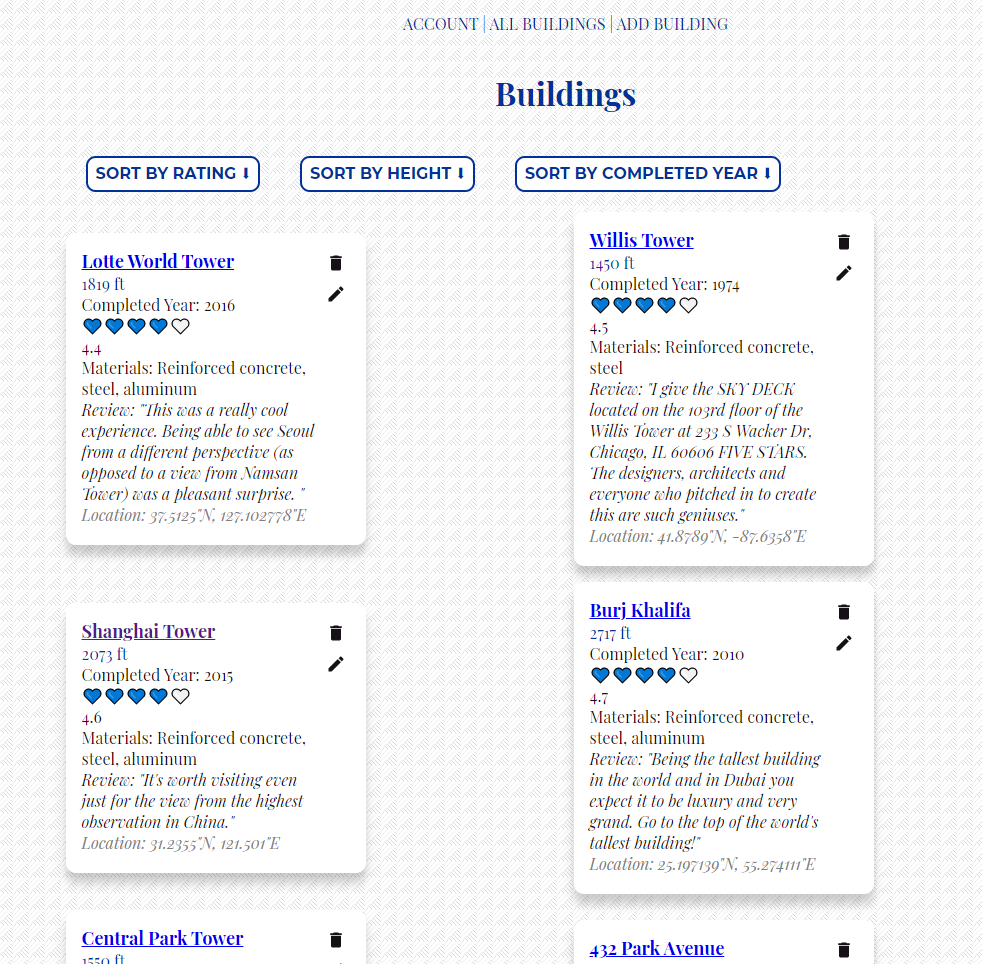 ACCOUNT | ALL BUILDINGS | ADD BUILDING
Buildings
SORT BY RATING ⬇
SORT BY HEIGHT ⬇
SORT BY COMPLETED YEAR ⬇
Lotte World Tower
1819 ft
Completed Year: 2016
4.4
Materials: Reinforced concrete,
steel, aluminum
Review: "This was a really cool
experience. Being able to see Seoul
from a different perspective (as
opposed to a view from Namsan
Tower) was a pleasant surprise. "
Location: 37.5125"N, 127.102778"E
Willis Tower
1450 ft
Completed Year: 1974
4.5
Materials: Reinforced concrete,
steel
Review: "I give the SKY DECK
located on the 103rd floor of the
Willis Tower at 233 S Wacker Dr,
Chicago, IL 60606 FIVE STARS.
The designers, architects and
everyone who pitched in to create
this are such geniuses."
Location: 41.8789"N, -87.6358"E
Shanghai Tower
2073 ft
Completed Year: 2015
4.6
Materials: Reinforced concrete,
steel, aluminum
Review: "It's worth visiting even
just for the view from the highest
observation in China."
Location: 31.2355"N, 121.501"E
Burj Khalifa
2717 ft
Completed Year: 2010
4.7
Materials: Reinforced concrete,
steel, aluminum
Review: "Being the tallest building
in the world and in Dubai you
expect it to be luxury and very
grand. Go to the top of the world's
tallest building!"
Location: 25.197139"N, 55.274111"E
Central Park Tower
1550 ft
432 Park Avenue